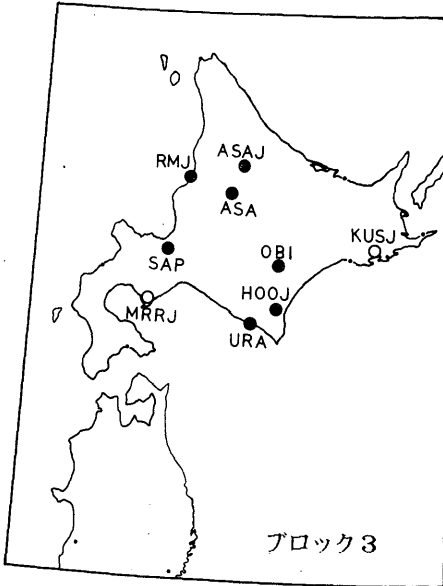 ASAJ
RMJ
ASA
KUSJ
OBI
SAP
HOOJ
MRRJ
URA
ブロック3